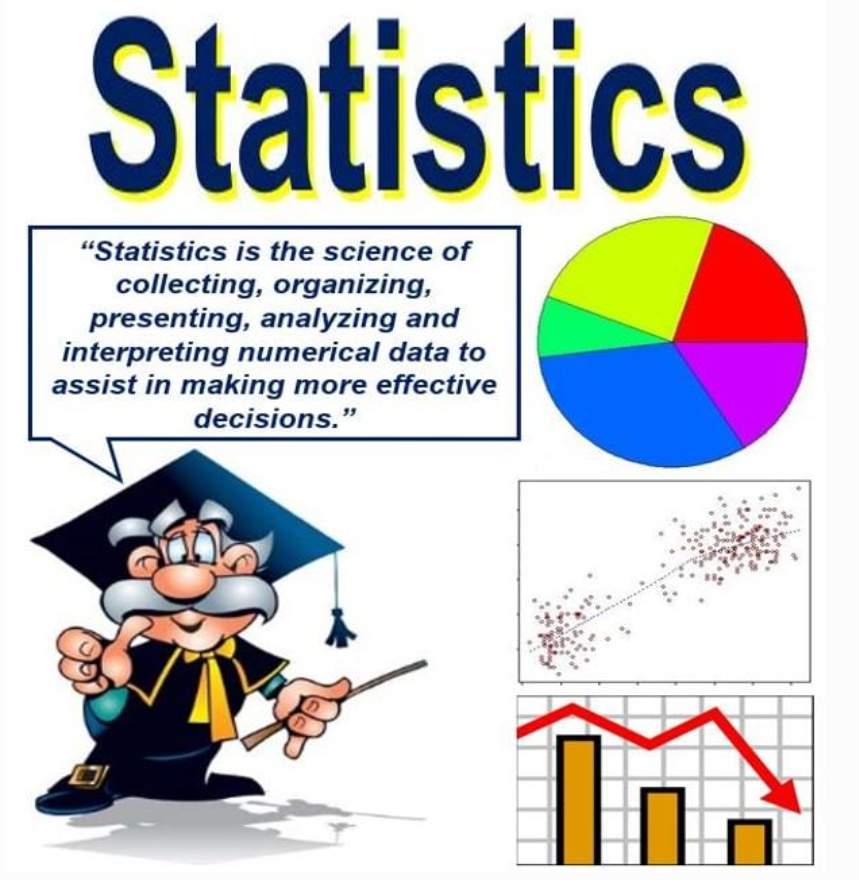 Statistics
“Statistics is the science of
collecting, organizing,
presenting, analyzing and
interpreting numerical data to
assist in making more effective
decisions.”